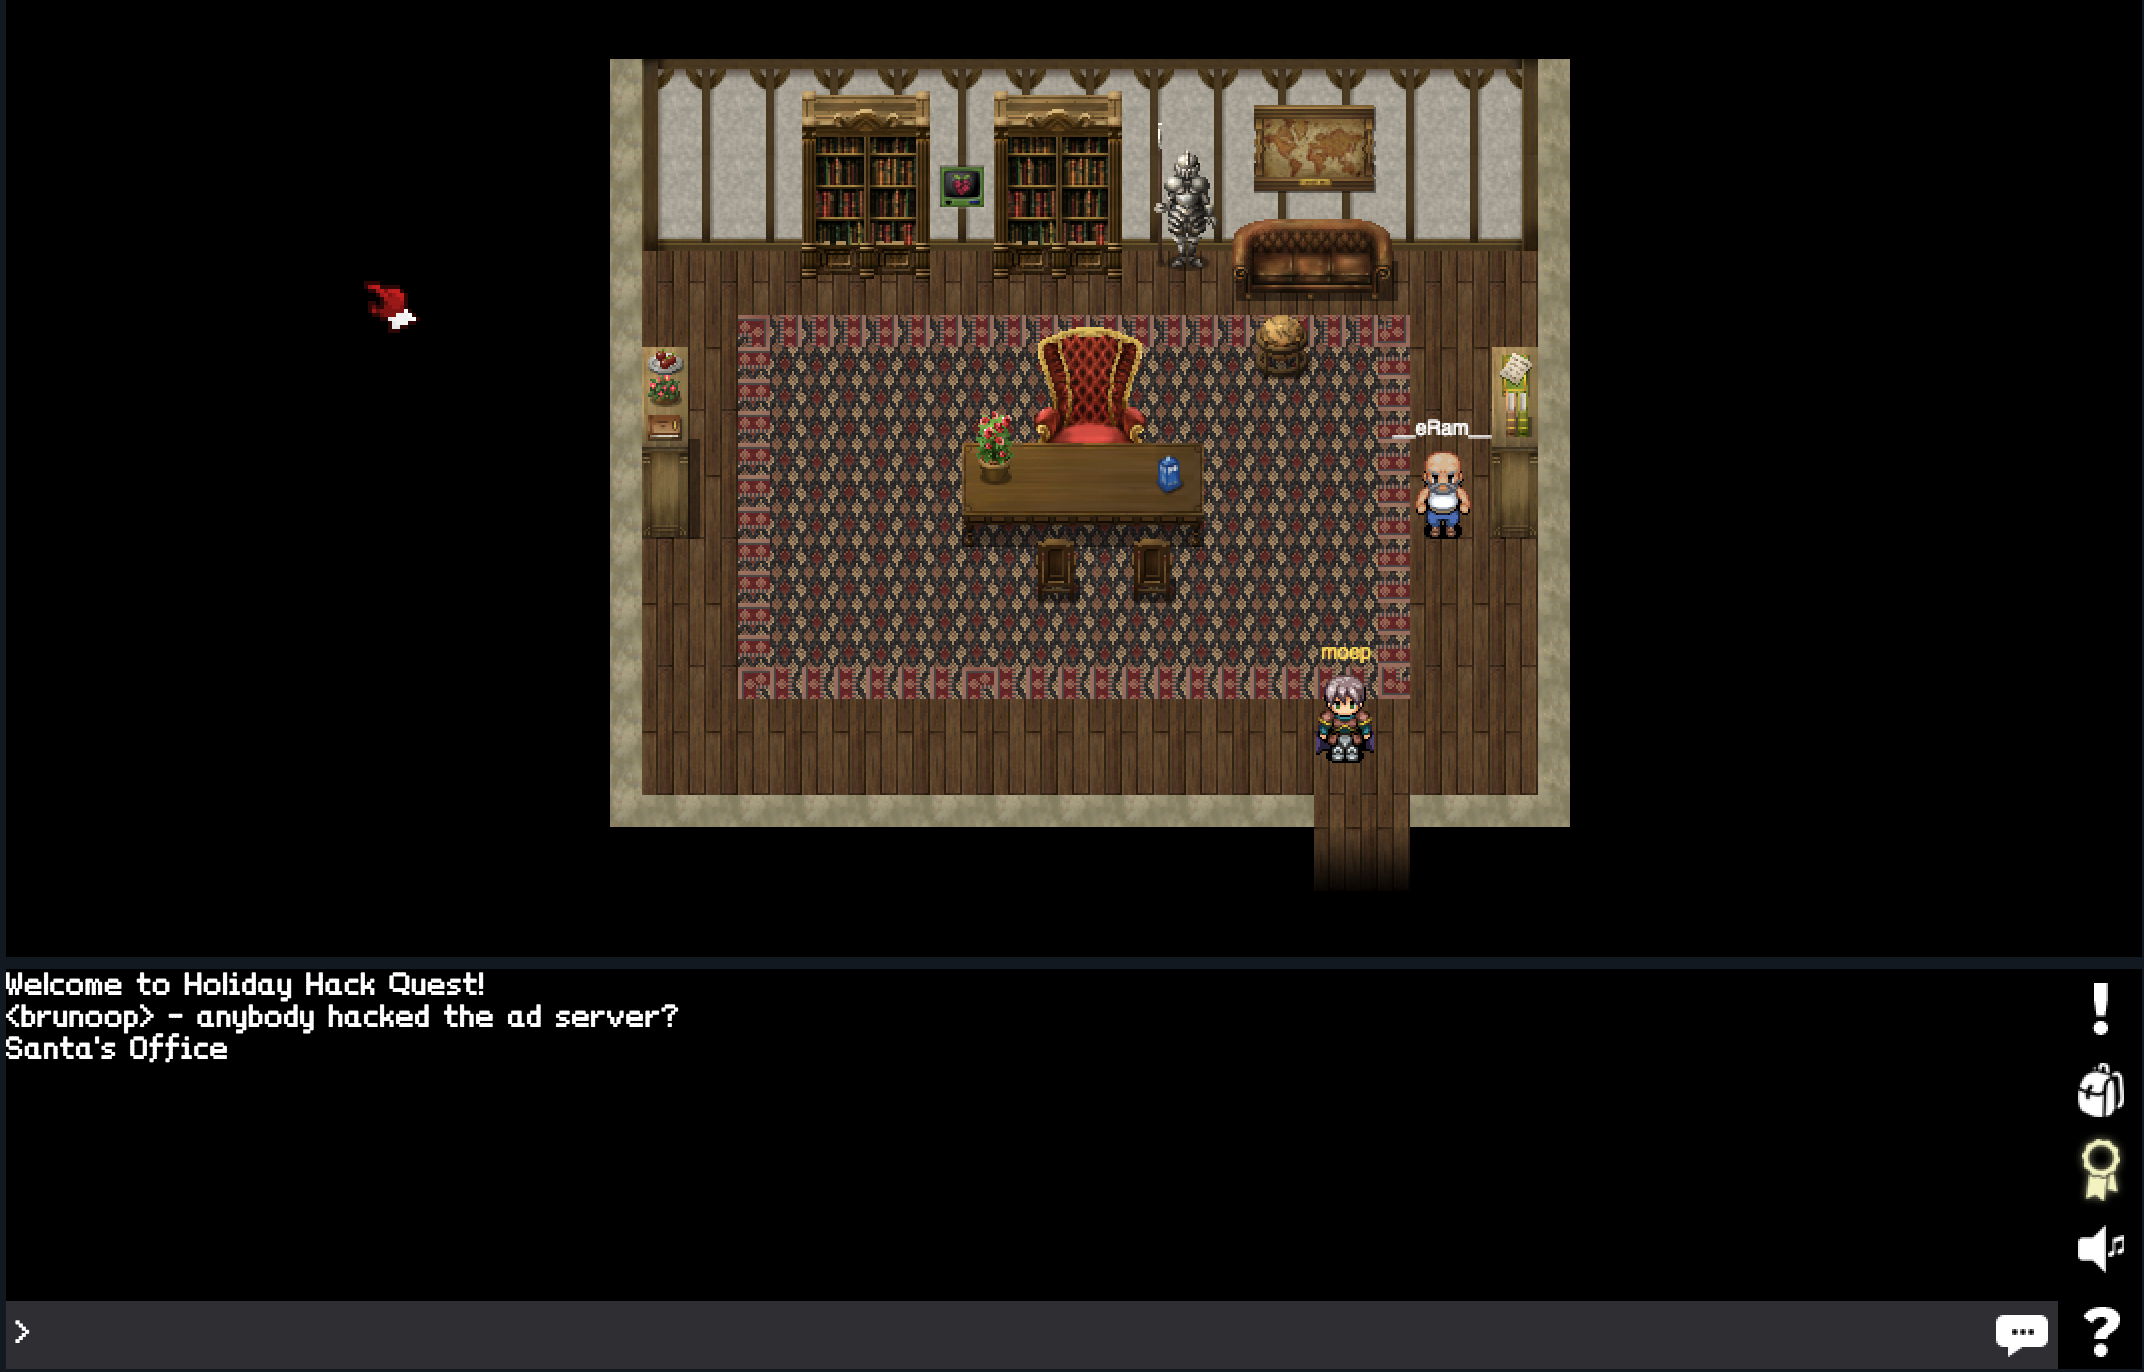 __eRam__
moep
Welcome to Holiday Hack Quest!
<brunoop> - anybody hacked the ad server?
Santa's Office
>